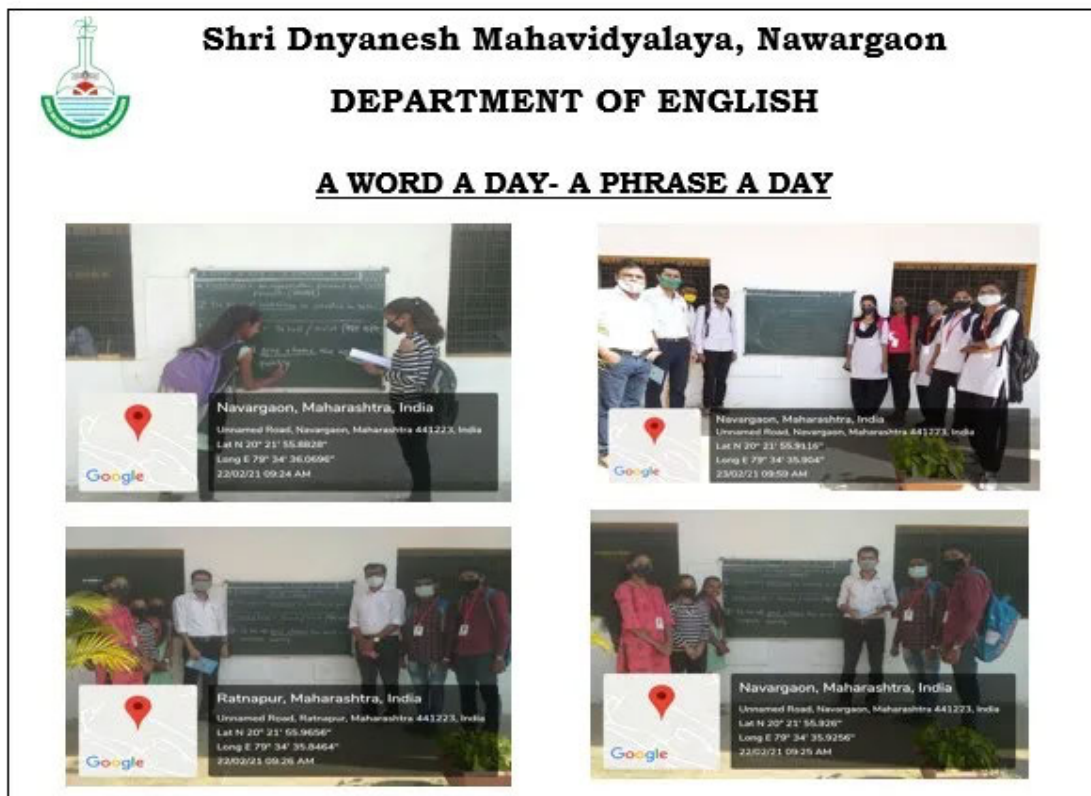 Shri Dnyanesh Mahavidyalaya, Nawargaon
DEPARTMENT OF ENGLISH
A WORD A DAY- A PHRASE A DAY
Navargaon, Maharashtra, India
Unnamed Road, Navargaon, Maharashtra 441223, India
Lat N 20° 21' 55.8828"
Long E 79° 34' 36.0696"
22/02/21 09:24 AM
Google
Navargaon, Maharashtra, India
Unnamed Road, Navargaon, Maharashtra 441223, India
Lat N 20° 21' 55.9116"
Long E 79° 34' 35.904"
23/02/21 09:59 AM
Google
Ratnapur, Maharashtra, India
Unnamed Road, Ratnapur, Maharashtra 441223, India
Lat N 20° 21' 55.9656"
Long E 79° 34' 35.8464"
22/02/21 09:26 AM
Google
Navargaon, Maharashtra, India
Unnamed Road, Navargaon, Maharashtra 441223, India
Lat N 20° 21' 55.926"
Long E 79° 34' 35.9256"
22/02/21 09:25 AM
Google